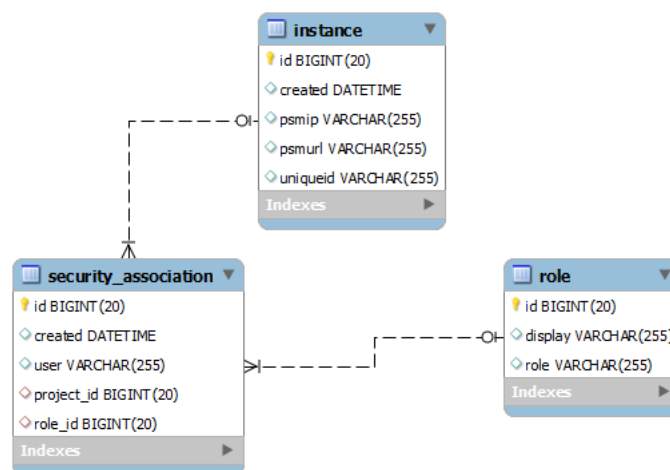 instance
id BIGINT(20)
created DATETIME
psmip VARCHAR(255)
psmurl VARCHAR(255)
uniqueid VARCHAR(255)
Indexes
security_association
id BIGINT(20)
created DATETIME
user VARCHAR(255)
project_id BIGINT(20)
role_id BIGINT(20)
Indexes
role
id BIGINT(20)
display VARCHAR(255)
role VARCHAR(255)
Indexes